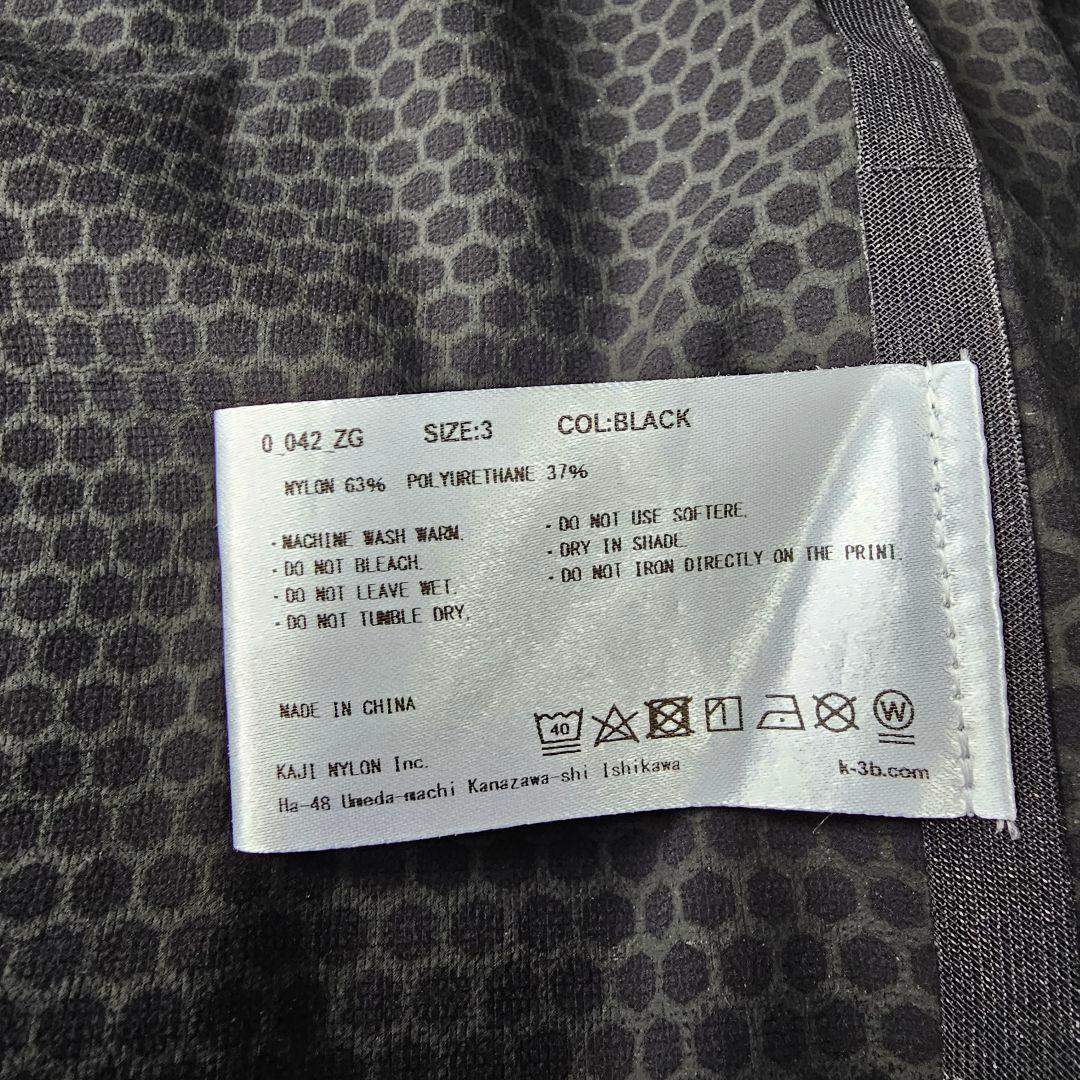 0_042_ZG SIZE:3 COL:BLACK
NYLON 63% POLYURETHANE 37%
・MACHINE WASH WARM.
・DO NOT BLEACH.
・DO NOT LEAVE WET.
・DO NOT TUMBLE DRY.
・DO NOT USE SOFTERE.
・DRY IN SHADE.
・DO NOT IRON DIRECTLY ON THE PRINT.
MADE IN CHINA
40 W
KAJI NYLON Inc.
Ha-48 Umeda-machi Kanazawa-shi Ishikawa
k-3b.com